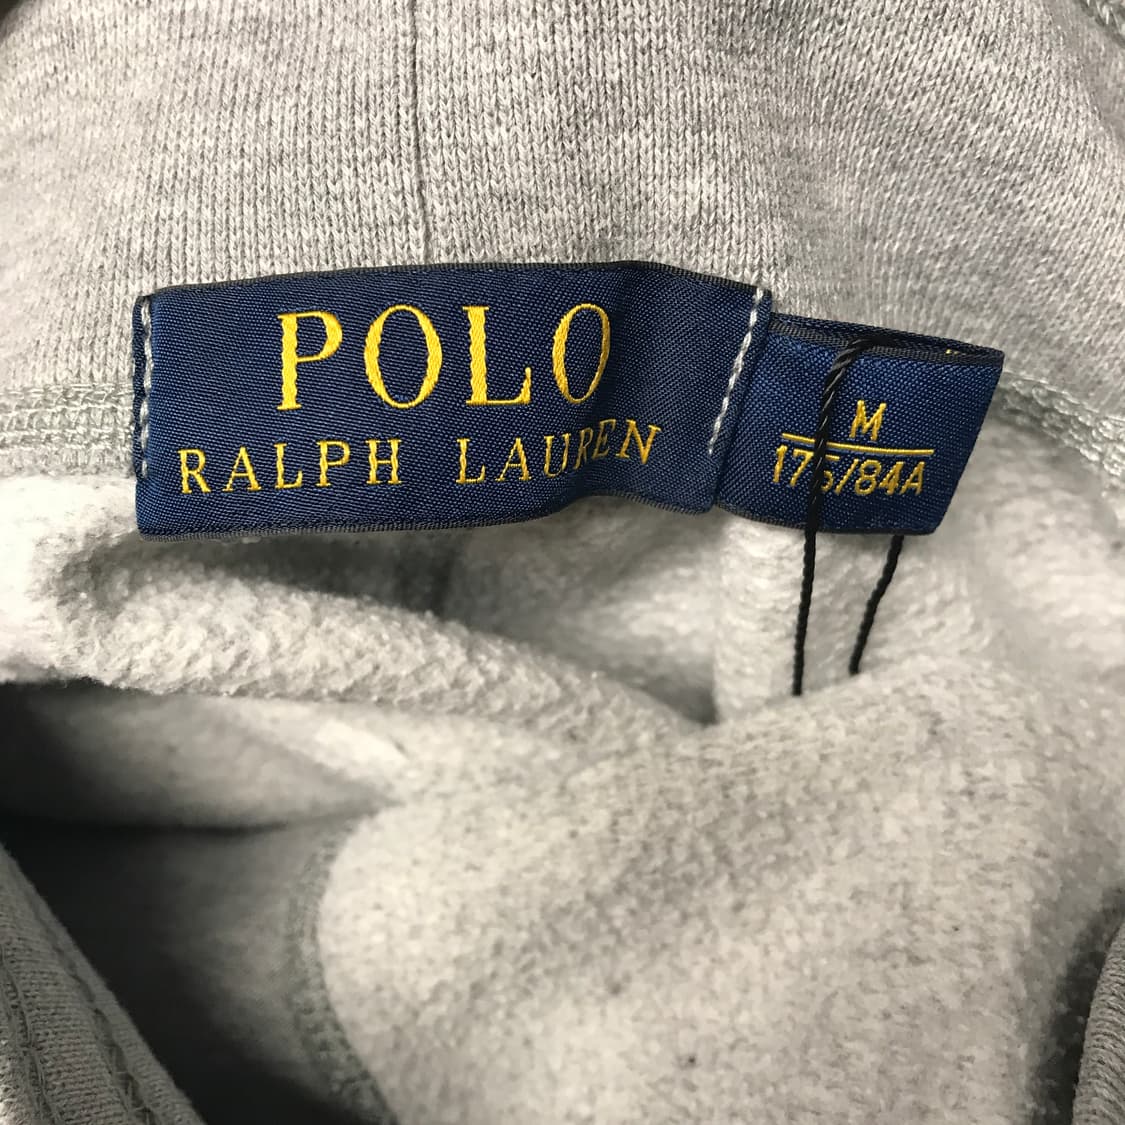 POLO
RALPH LAUREN
M
175/84A